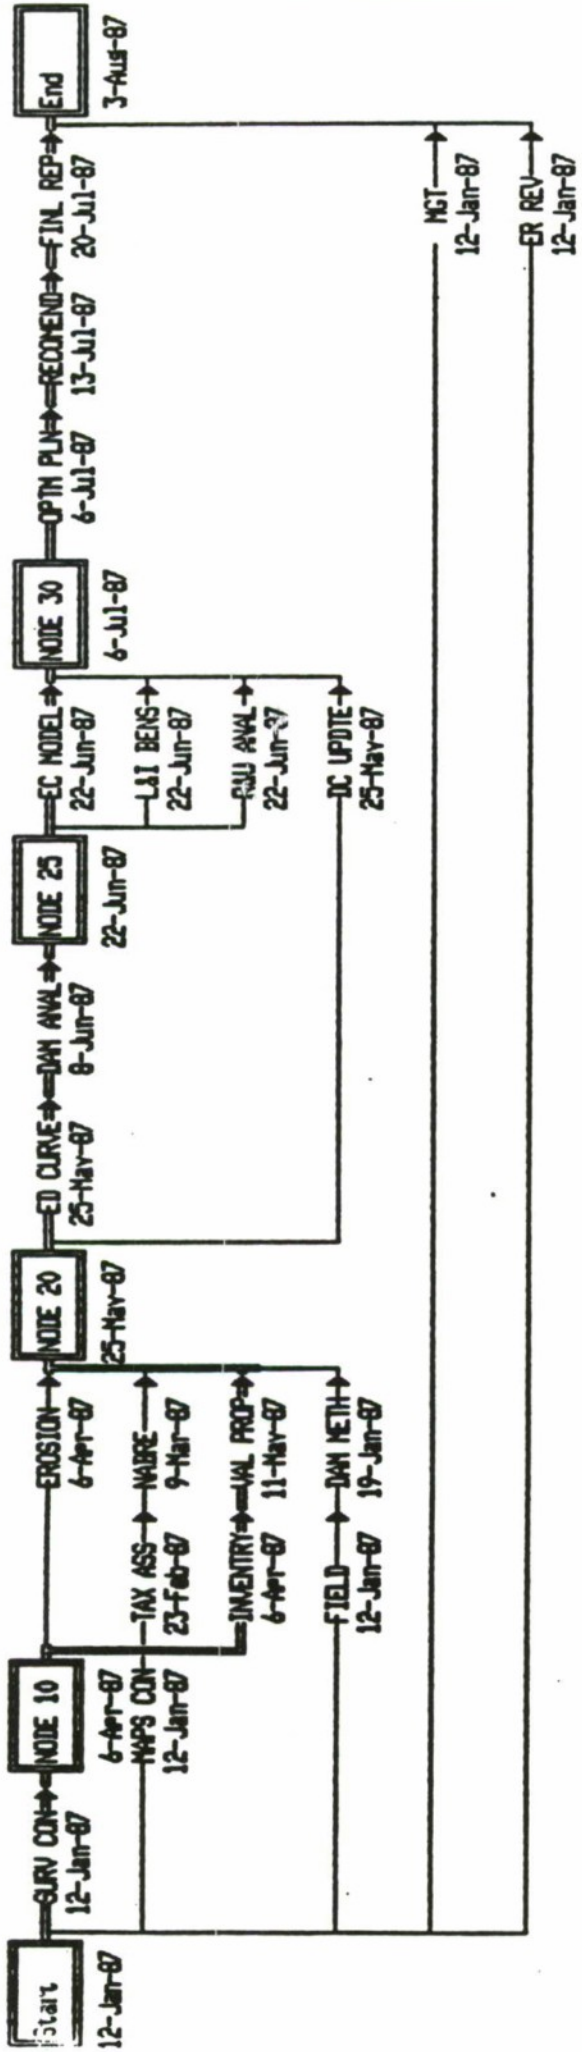 Start
12-Jan-87
SURV CON
12-Jan-87
NODE 10
6-Apr-87
MAPS CON
12-Jan-87
EROSION
6-Apr-87
TAX ASS
23-Feb-87
NABRE
9-Mar-87
INVENTRY
6-Apr-87
VAL PROP
11-May-87
FIELD
12-Jan-87
DAM METH
19-Jan-87
NODE 20
25-May-87
ED CURVE
25-May-87
DAM ANAL
8-Jun-87
NODE 25
22-Jun-87
EC MODEL
22-Jun-87
L&I BENS
22-Jun-87
ANAL
22-Jun-87
DC UPDTE
25-May-87
NODE 30
6-Jul-87
OPTM PLN
6-Jul-87
RECOMEND
13-Jul-87
FINL REP
20-Jul-87
End
3-Aug-87
MGT
12-Jan-87
ER REV
12-Jan-87